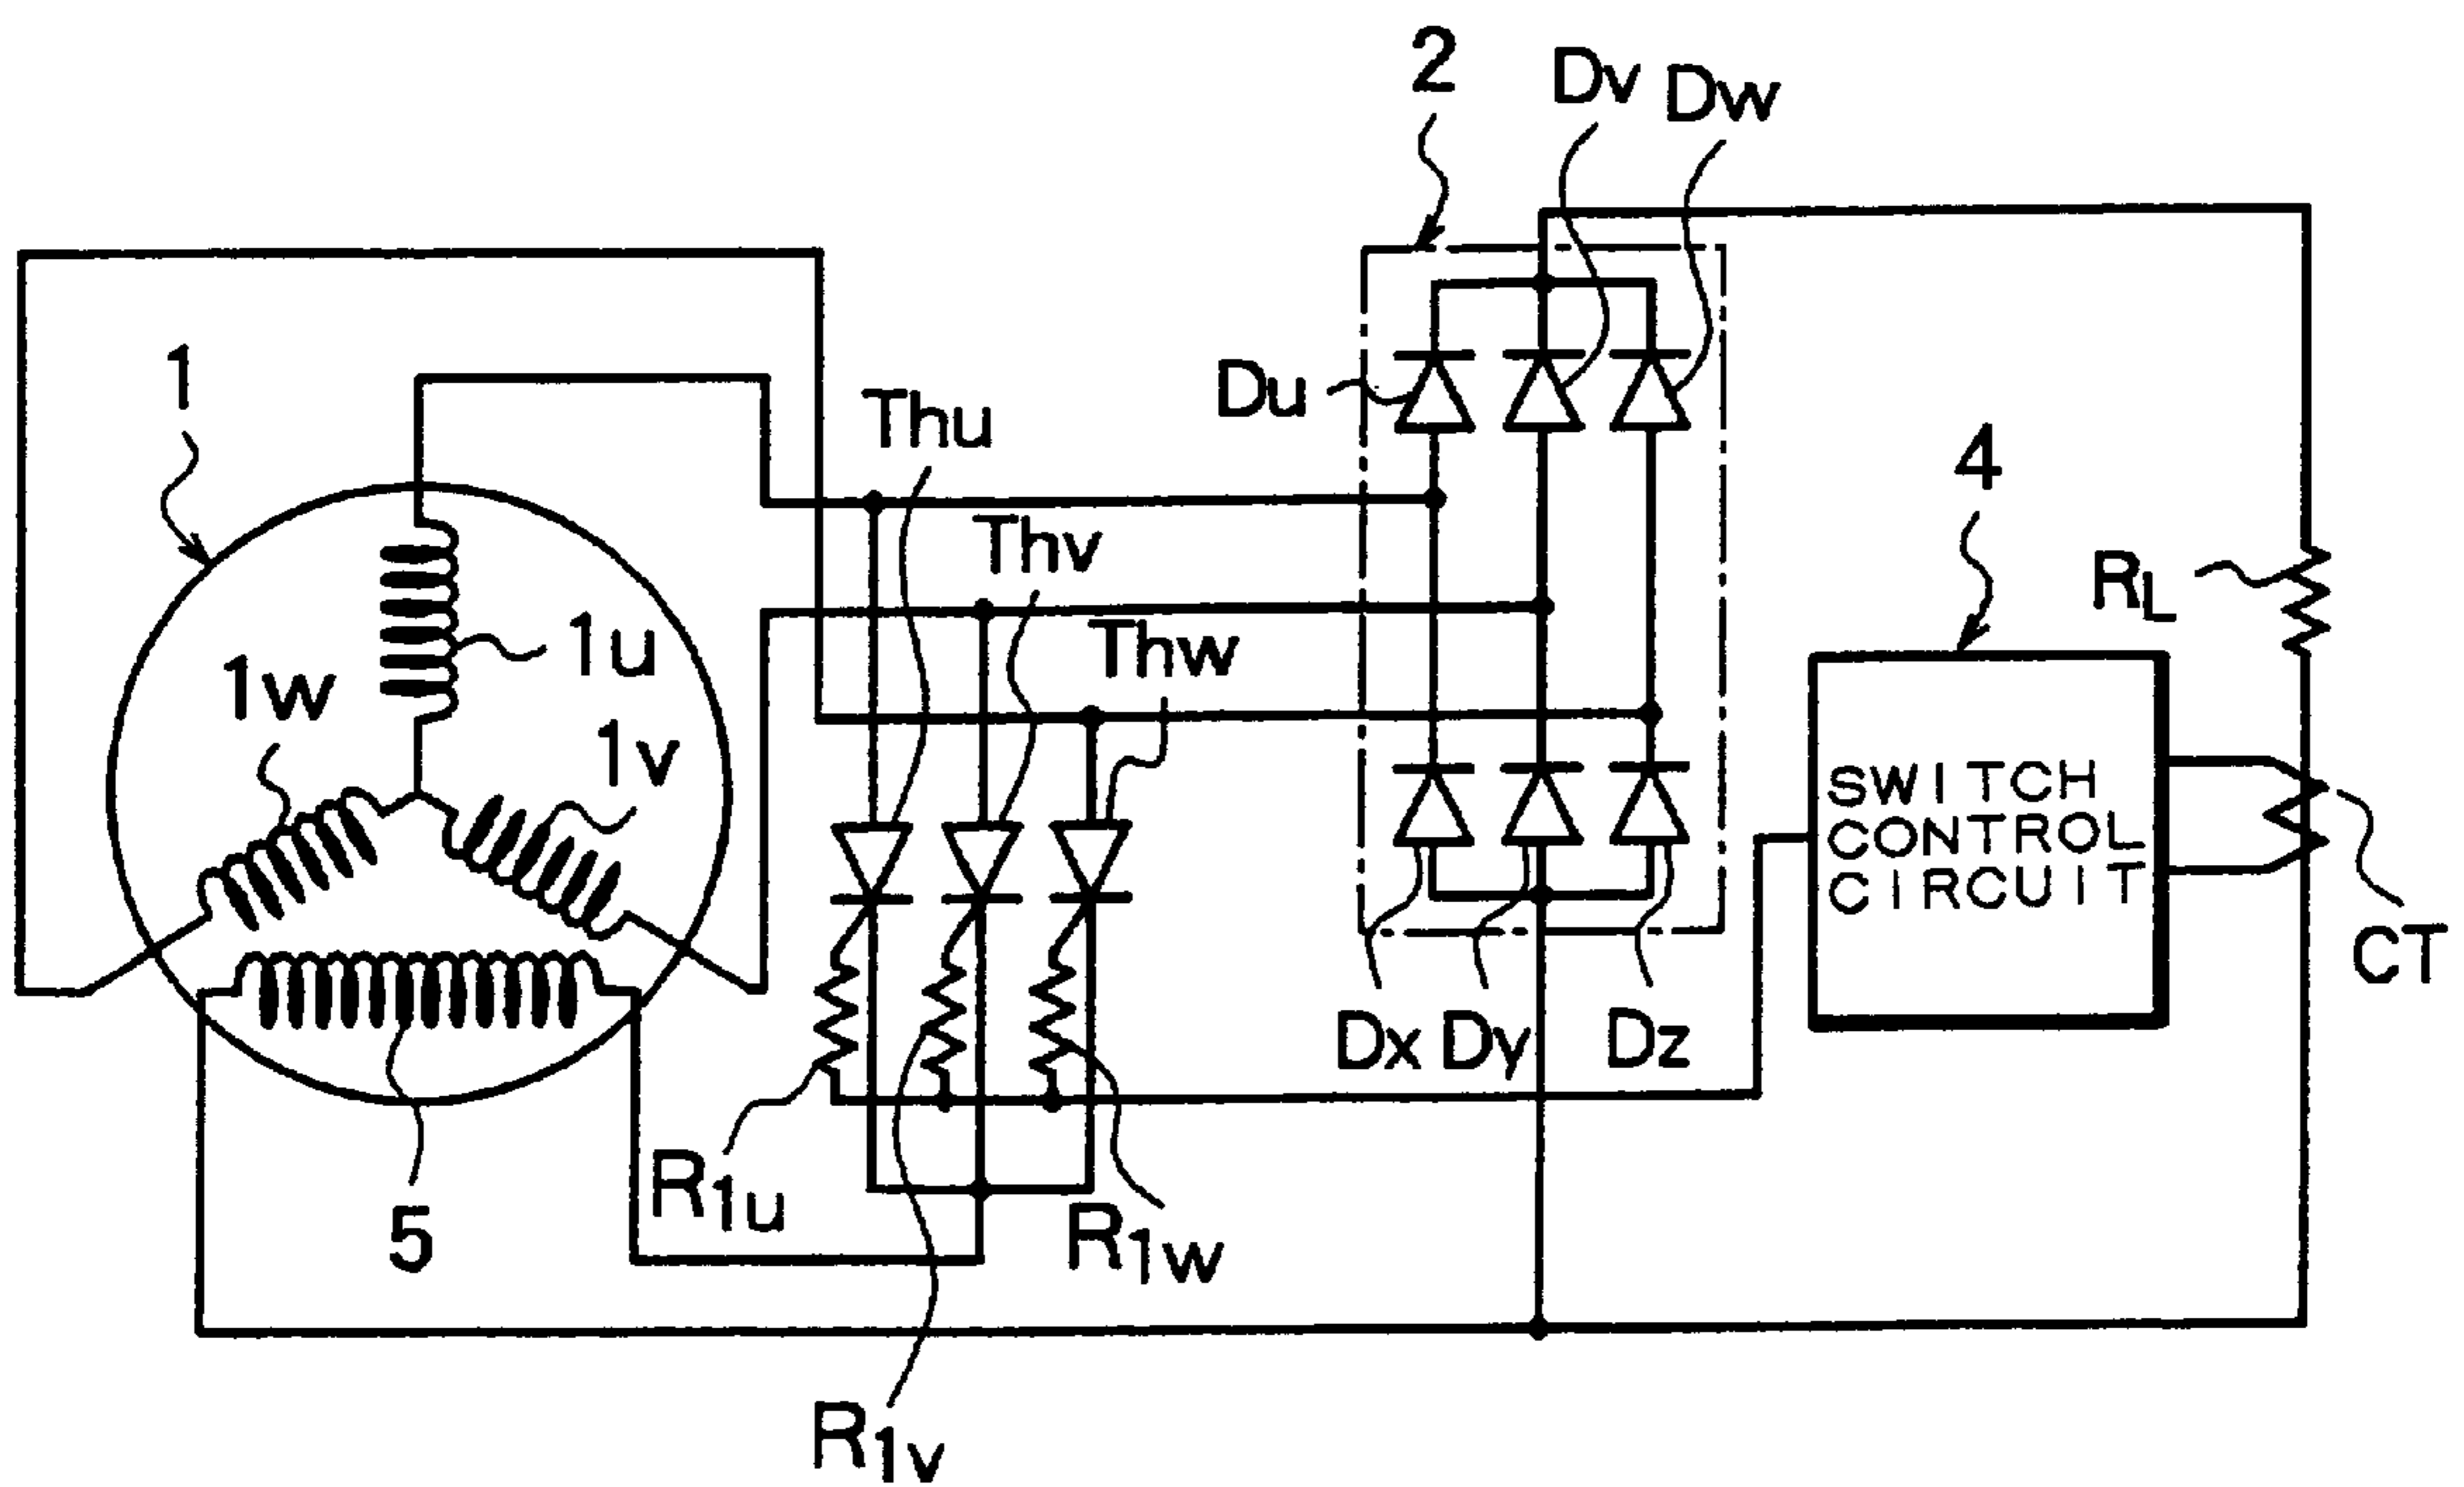 2
Dv
Dw
1
Thu
Du
4
Thv
RL
Thw
1u
1w
1v
SWITCH
CONTROL
CIRCUIT
CT
Dx
Dy
Dz
R1u
5
R1w
R1v